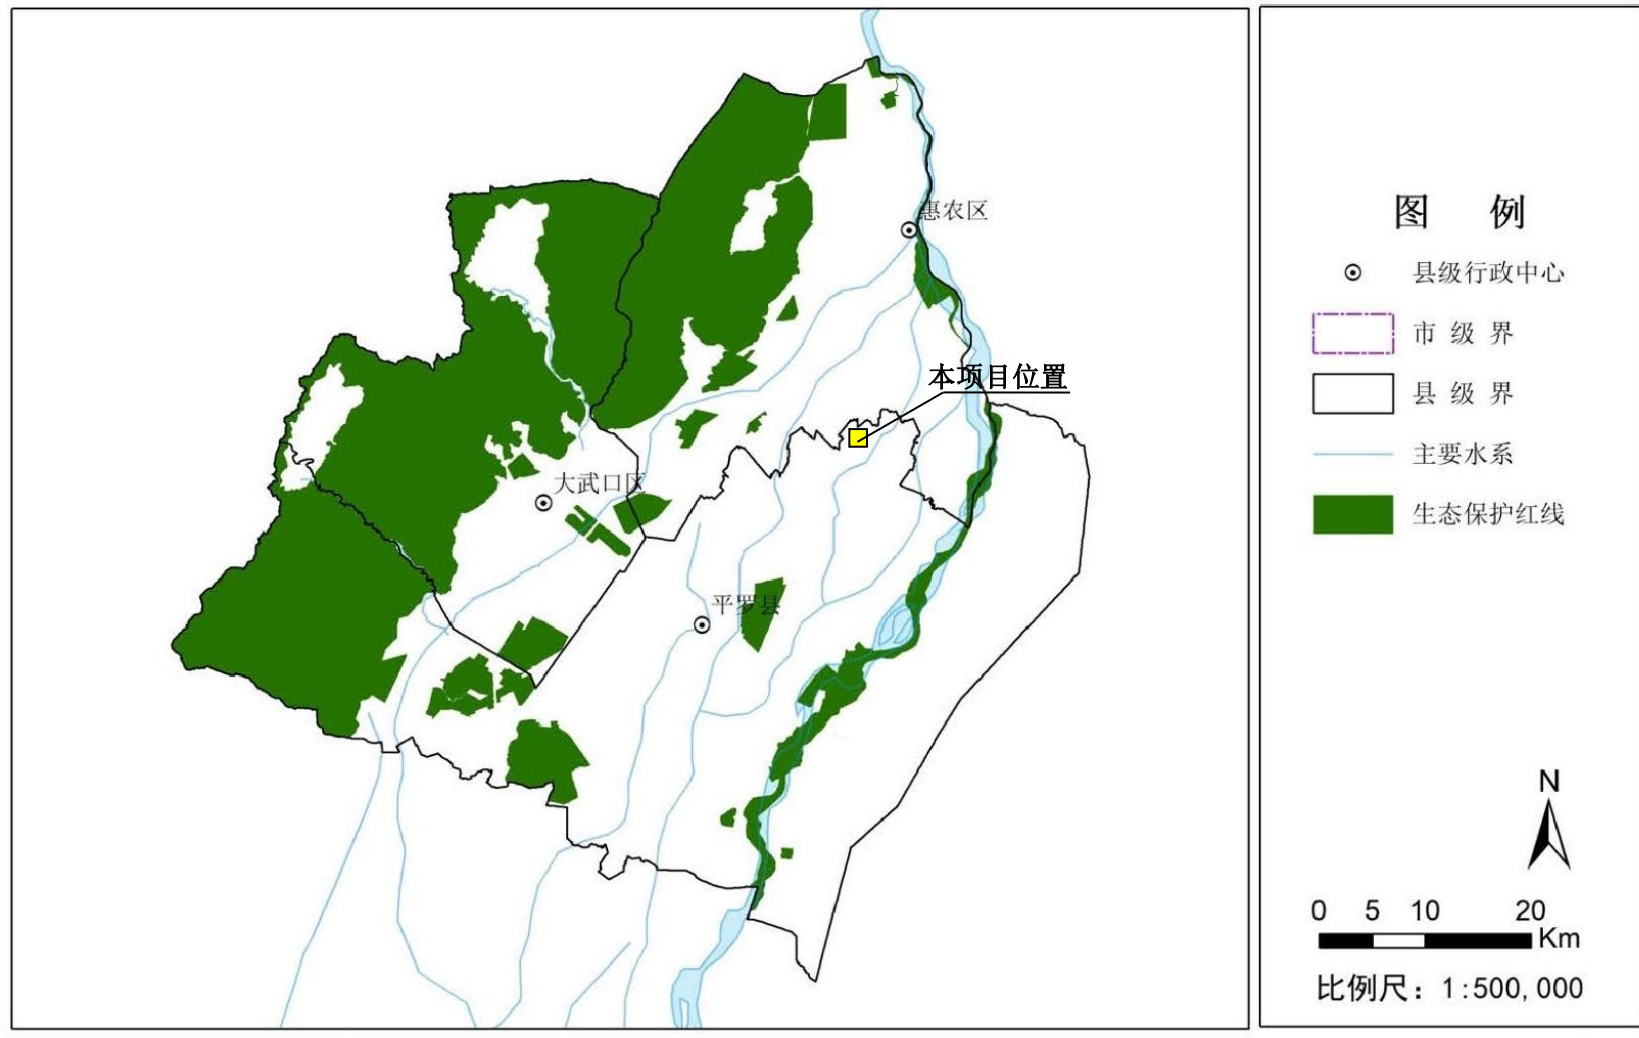 惠农区
本项目位置
大武口区
平罗县
图 例
县级行政中心
市 级 界
县 级 界
主要水系
生态保护红线
N
0 5 10 20
Km
比例尺：1:500,000